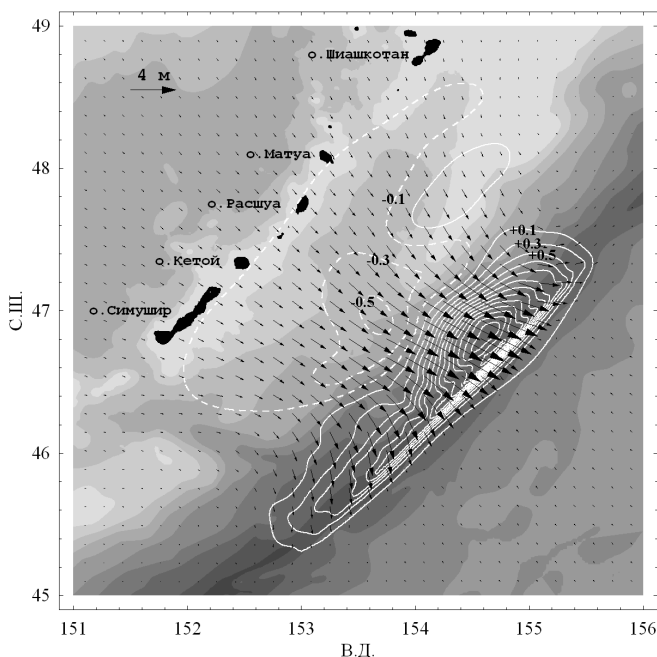 49
о.Шиашкотан
4 м
о.Матуа
48
-0.1
о.Расшуа
+0.1
+0.3
+0.5
-0.3
о.Кетой
-0.5
47
о.Симушир
С.Ш.
46
45
151
152
153
154
155
156
В.Д.